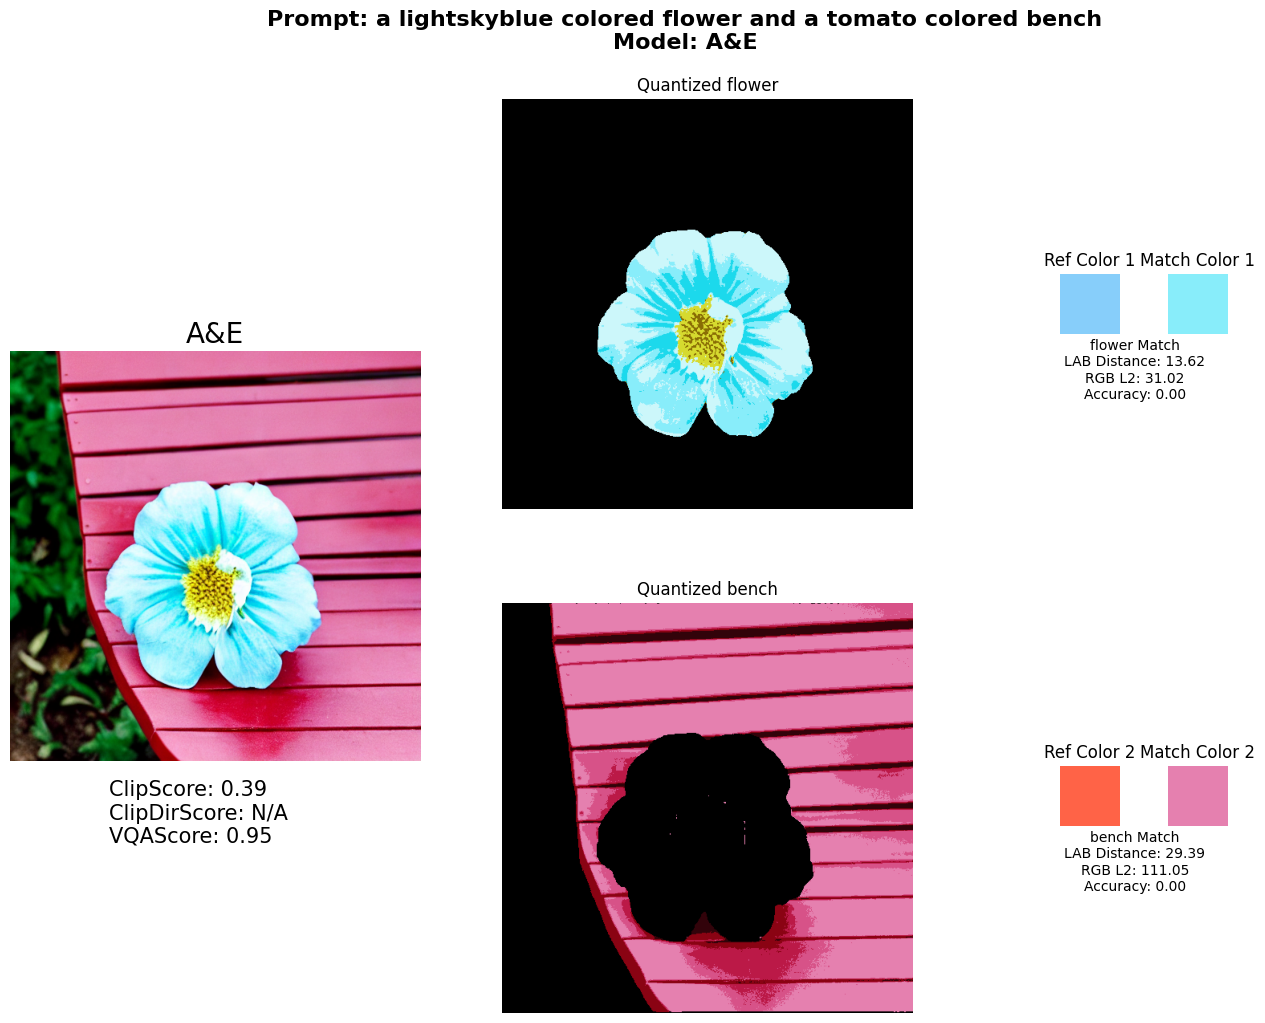 Prompt: a lightskyblue colored flower and a tomato colored bench
Model: A&E
Quantized flower
Ref Color 1 Match Color 1
flower Match
LAB Distance: 13.62
RGB L2: 31.02
Accuracy: 0.00
A&E
ClipScore: 0.39
ClipDirScore: N/A
VQAScore: 0.95
Quantized bench
Ref Color 2 Match Color 2
bench Match
LAB Distance: 29.39
RGB L2: 111.05
Accuracy: 0.00